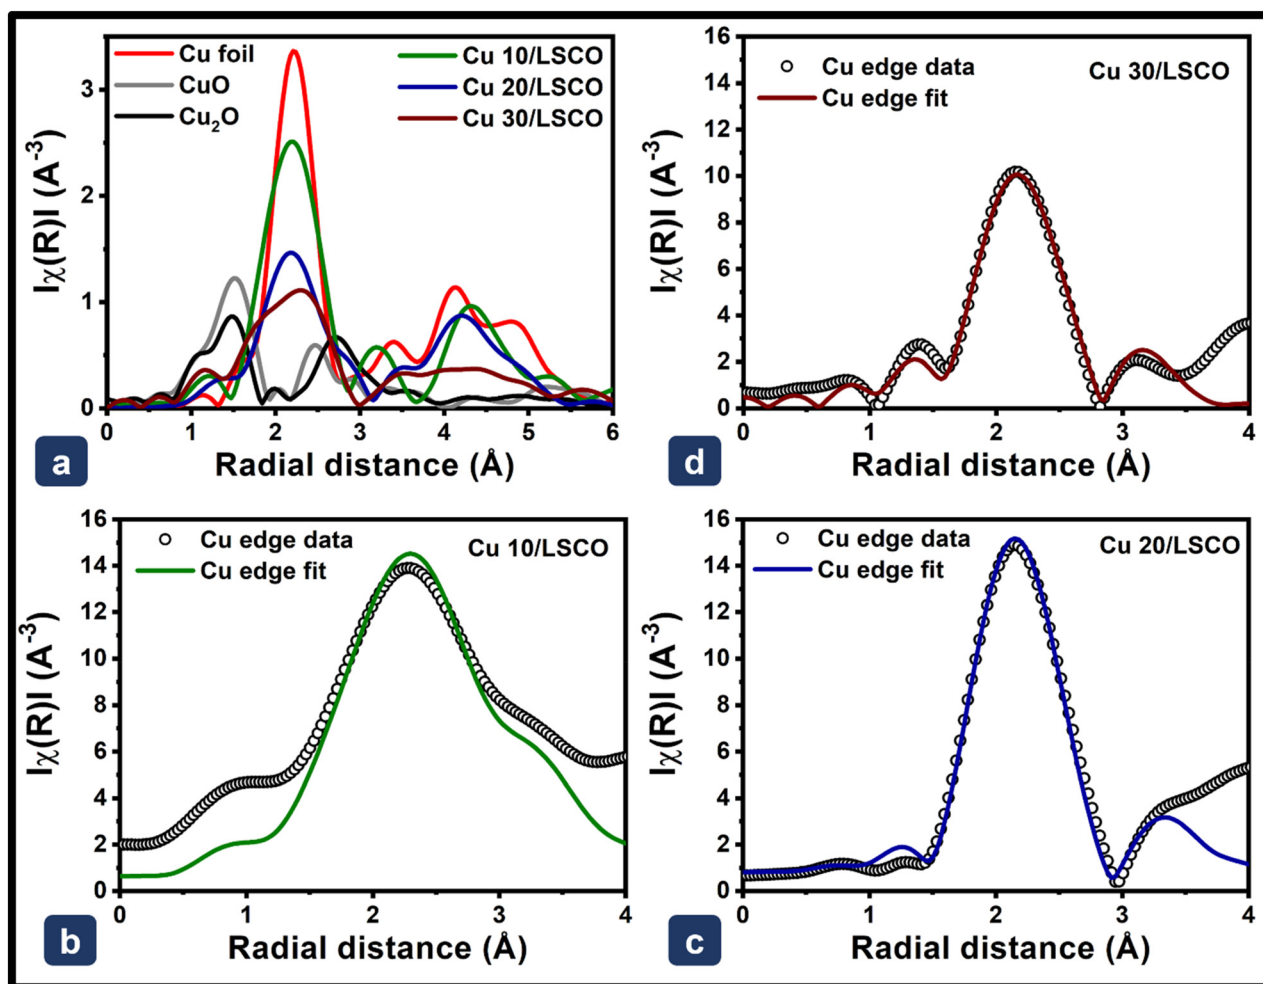 Cu foil
CuO
Cu₂O
Cu 10/LSCO
Cu 20/LSCO
Cu 30/LSCO
3
2
1
0
Iχ(R)I (A⁻³)
0 1 2 3 4 5 6
Radial distance (Å)
a
16
14
12
10
8
6
4
2
0
Cu edge data
Cu edge fit
Cu 30/LSCO
Iχ(R)I (A⁻³)
0 1 2 3 4
Radial distance (Å)
d
16
14
12
10
8
6
4
2
0
Cu edge data
Cu edge fit
Cu 10/LSCO
Iχ(R)I (A⁻³)
0 1 2 3 4
Radial distance (Å)
b
16
14
12
10
8
6
4
2
0
Cu edge data
Cu edge fit
Cu 20/LSCO
Iχ(R)I (A⁻³)
0 1 2 3 4
Radial distance (Å)
c